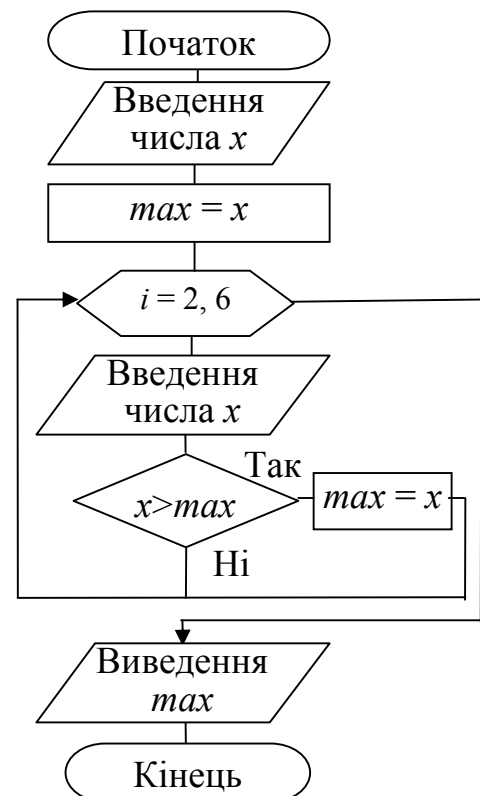 Початок
Введення
числа x
max = x
i = 2, 6
Введення
числа x
Так
x>max
max = x
Ні
Виведення
max
Кінець